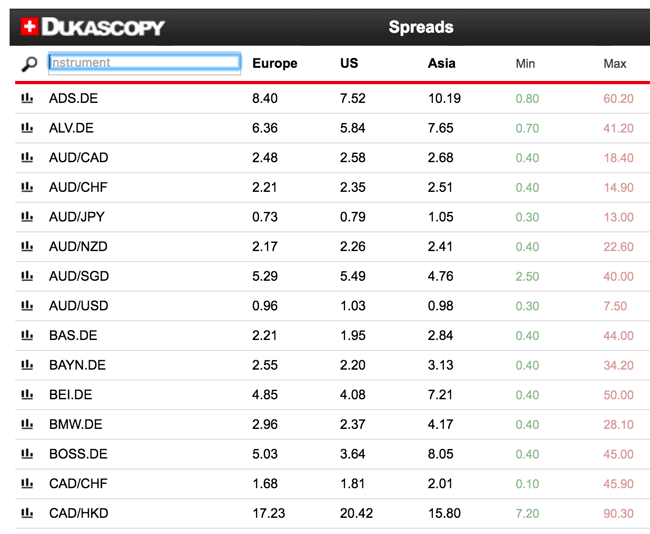 DUKASCOPY Spreads
Instrument Europe US Asia Min Max
ADS.DE 8.40 7.52 10.19 0.80 60.20
ALV.DE 6.36 5.84 7.65 0.70 41.20
AUD/CAD 2.48 2.58 2.68 0.40 18.40
AUD/CHF 2.21 2.35 2.51 0.40 14.90
AUD/JPY 0.73 0.79 1.05 0.30 13.00
AUD/NZD 2.17 2.26 2.41 0.40 22.60
AUD/SGD 5.29 5.49 4.76 2.50 40.00
AUD/USD 0.96 1.03 0.98 0.30 7.50
BAS.DE 2.21 1.95 2.84 0.40 44.00
BAYN.DE 2.55 2.20 3.13 0.40 34.20
BEI.DE 4.85 4.08 7.21 0.40 50.00
BMW.DE 2.96 2.37 4.17 0.40 28.10
BOSS.DE 5.03 3.64 8.05 0.40 45.00
CAD/CHF 1.68 1.81 2.01 0.10 45.90
CAD/HKD 17.23 20.42 15.80 7.20 90.30